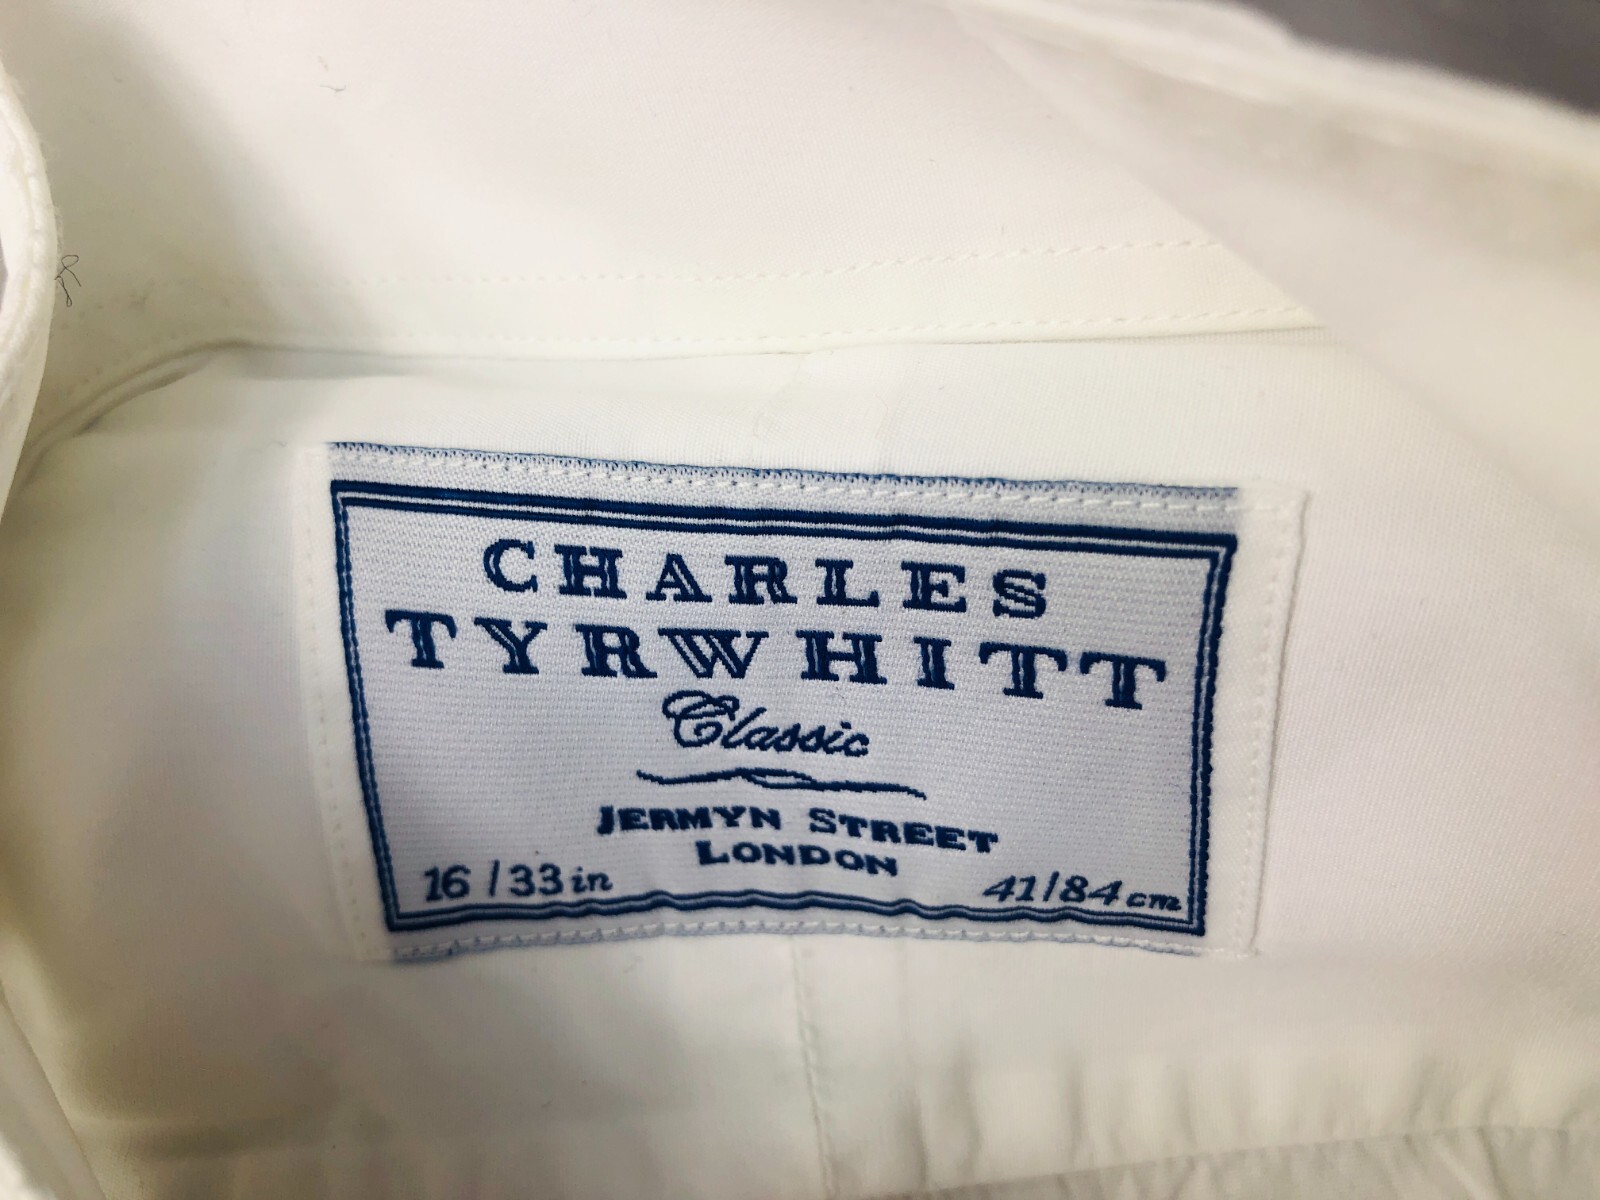 CHARLES
TYRWHITT
Classic
JERMYN STREET
LONDON
16/33in 41/84cm